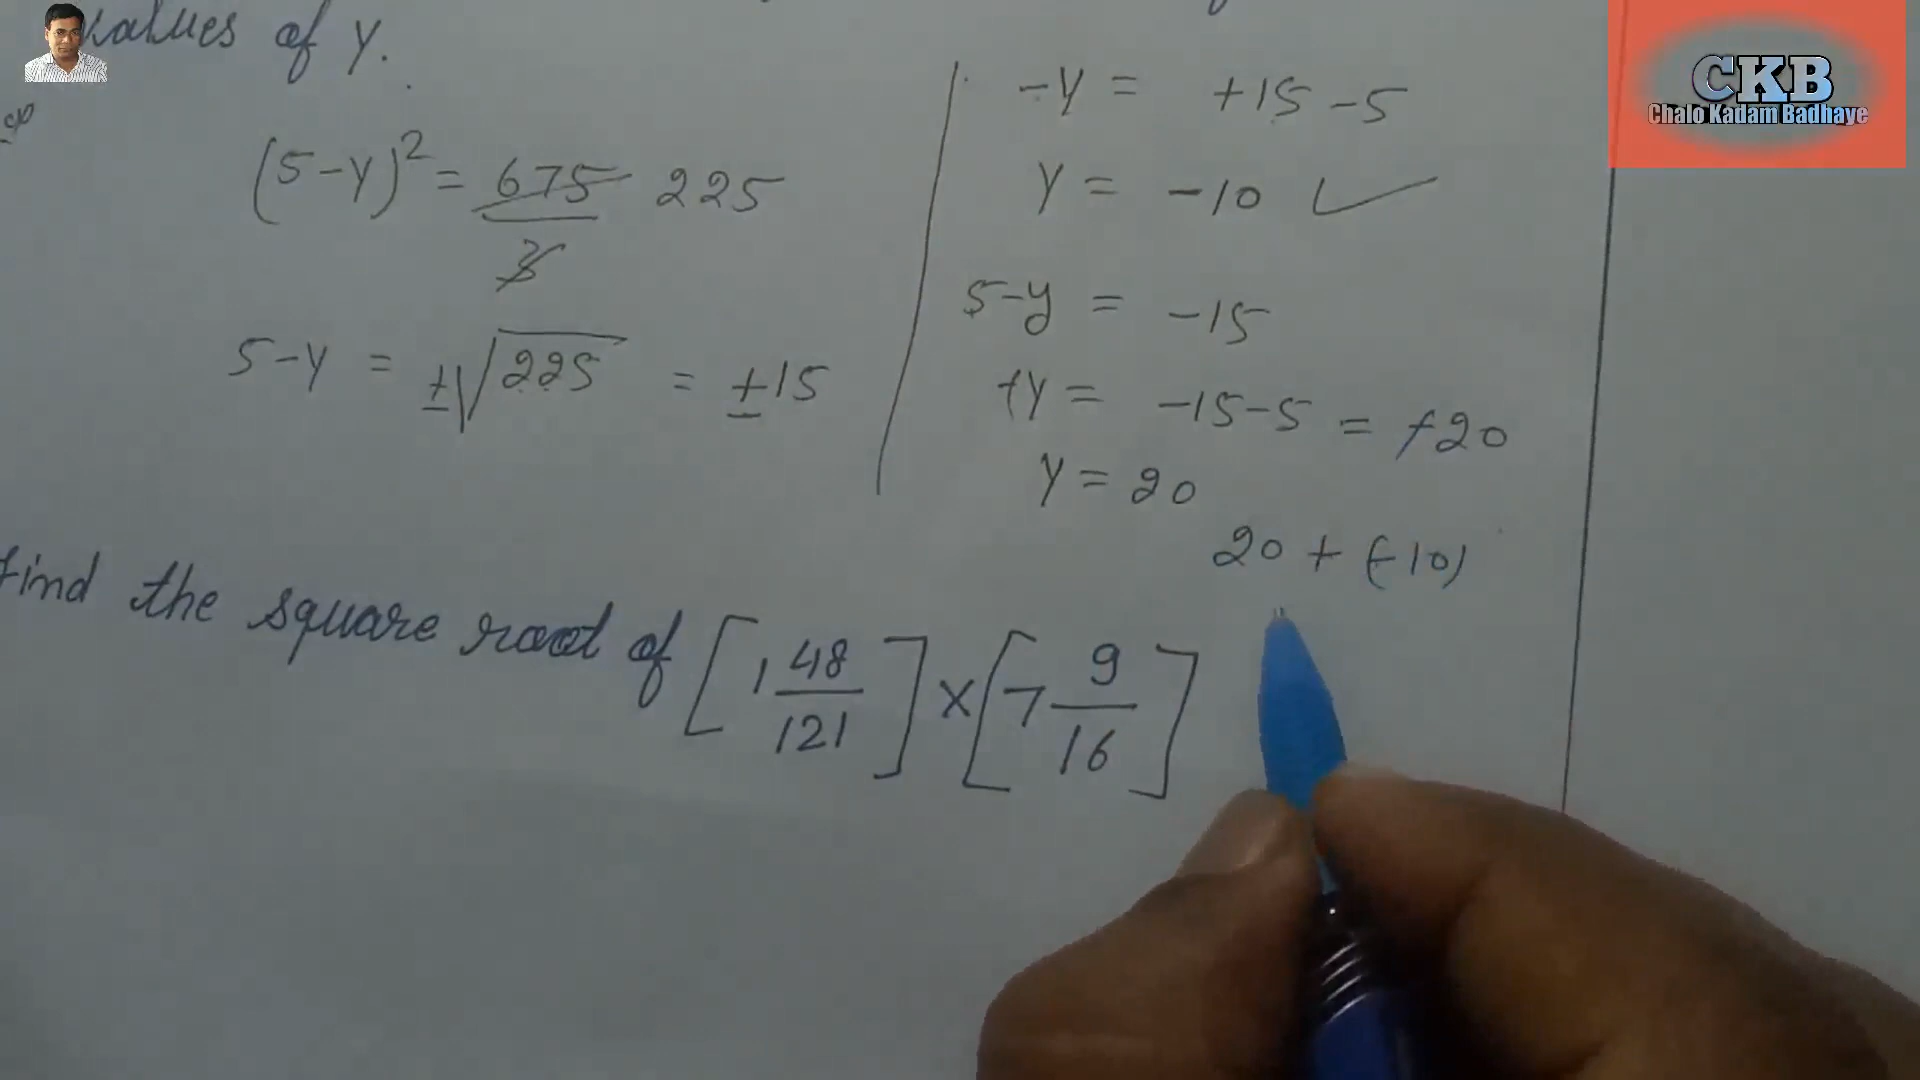 values of y.
(5-y)² = 675/3 225
5-y = ±√225 = ±15
-y = +15 -5
y = -10 ✓
5-y = -15
+y = -15-5 = +20
y = 20
20 + (-10)
Find the square root of [1 48/121] × [7 9/16]
CKB
Chalo Kadam Badhaye